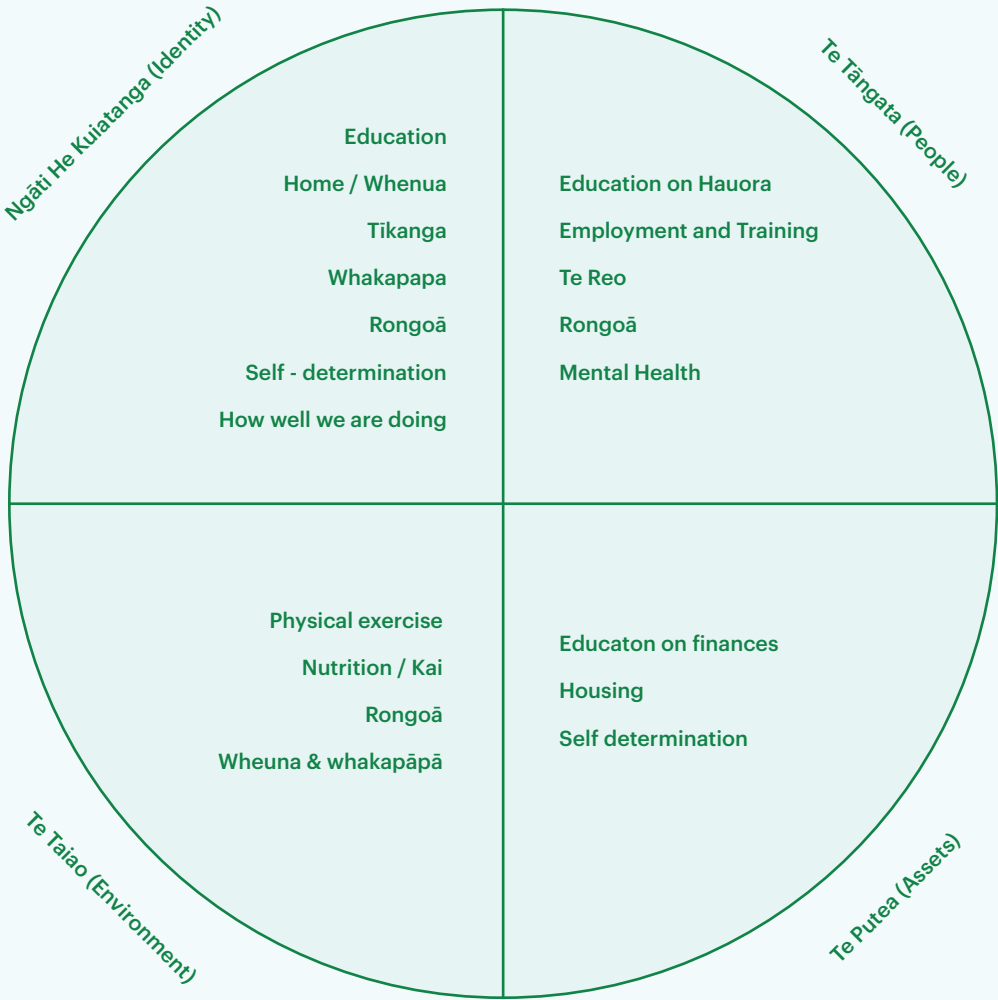 Ngāti He Kuiatanga (Identity)
Education
Home / Whenua
Tīkanga
Whakapapa
Rongoā
Self - determination
How well we are doing
Te Tāngata (People)
Education on Hauora
Employment and Training
Te Reo
Rongoā
Mental Health
Te Taiao (Environment)
Physical exercise
Nutrition / Kai
Rongoā
Wheuna & whakapāpā
Te Putea (Assets)
Educaton on finances
Housing
Self determination